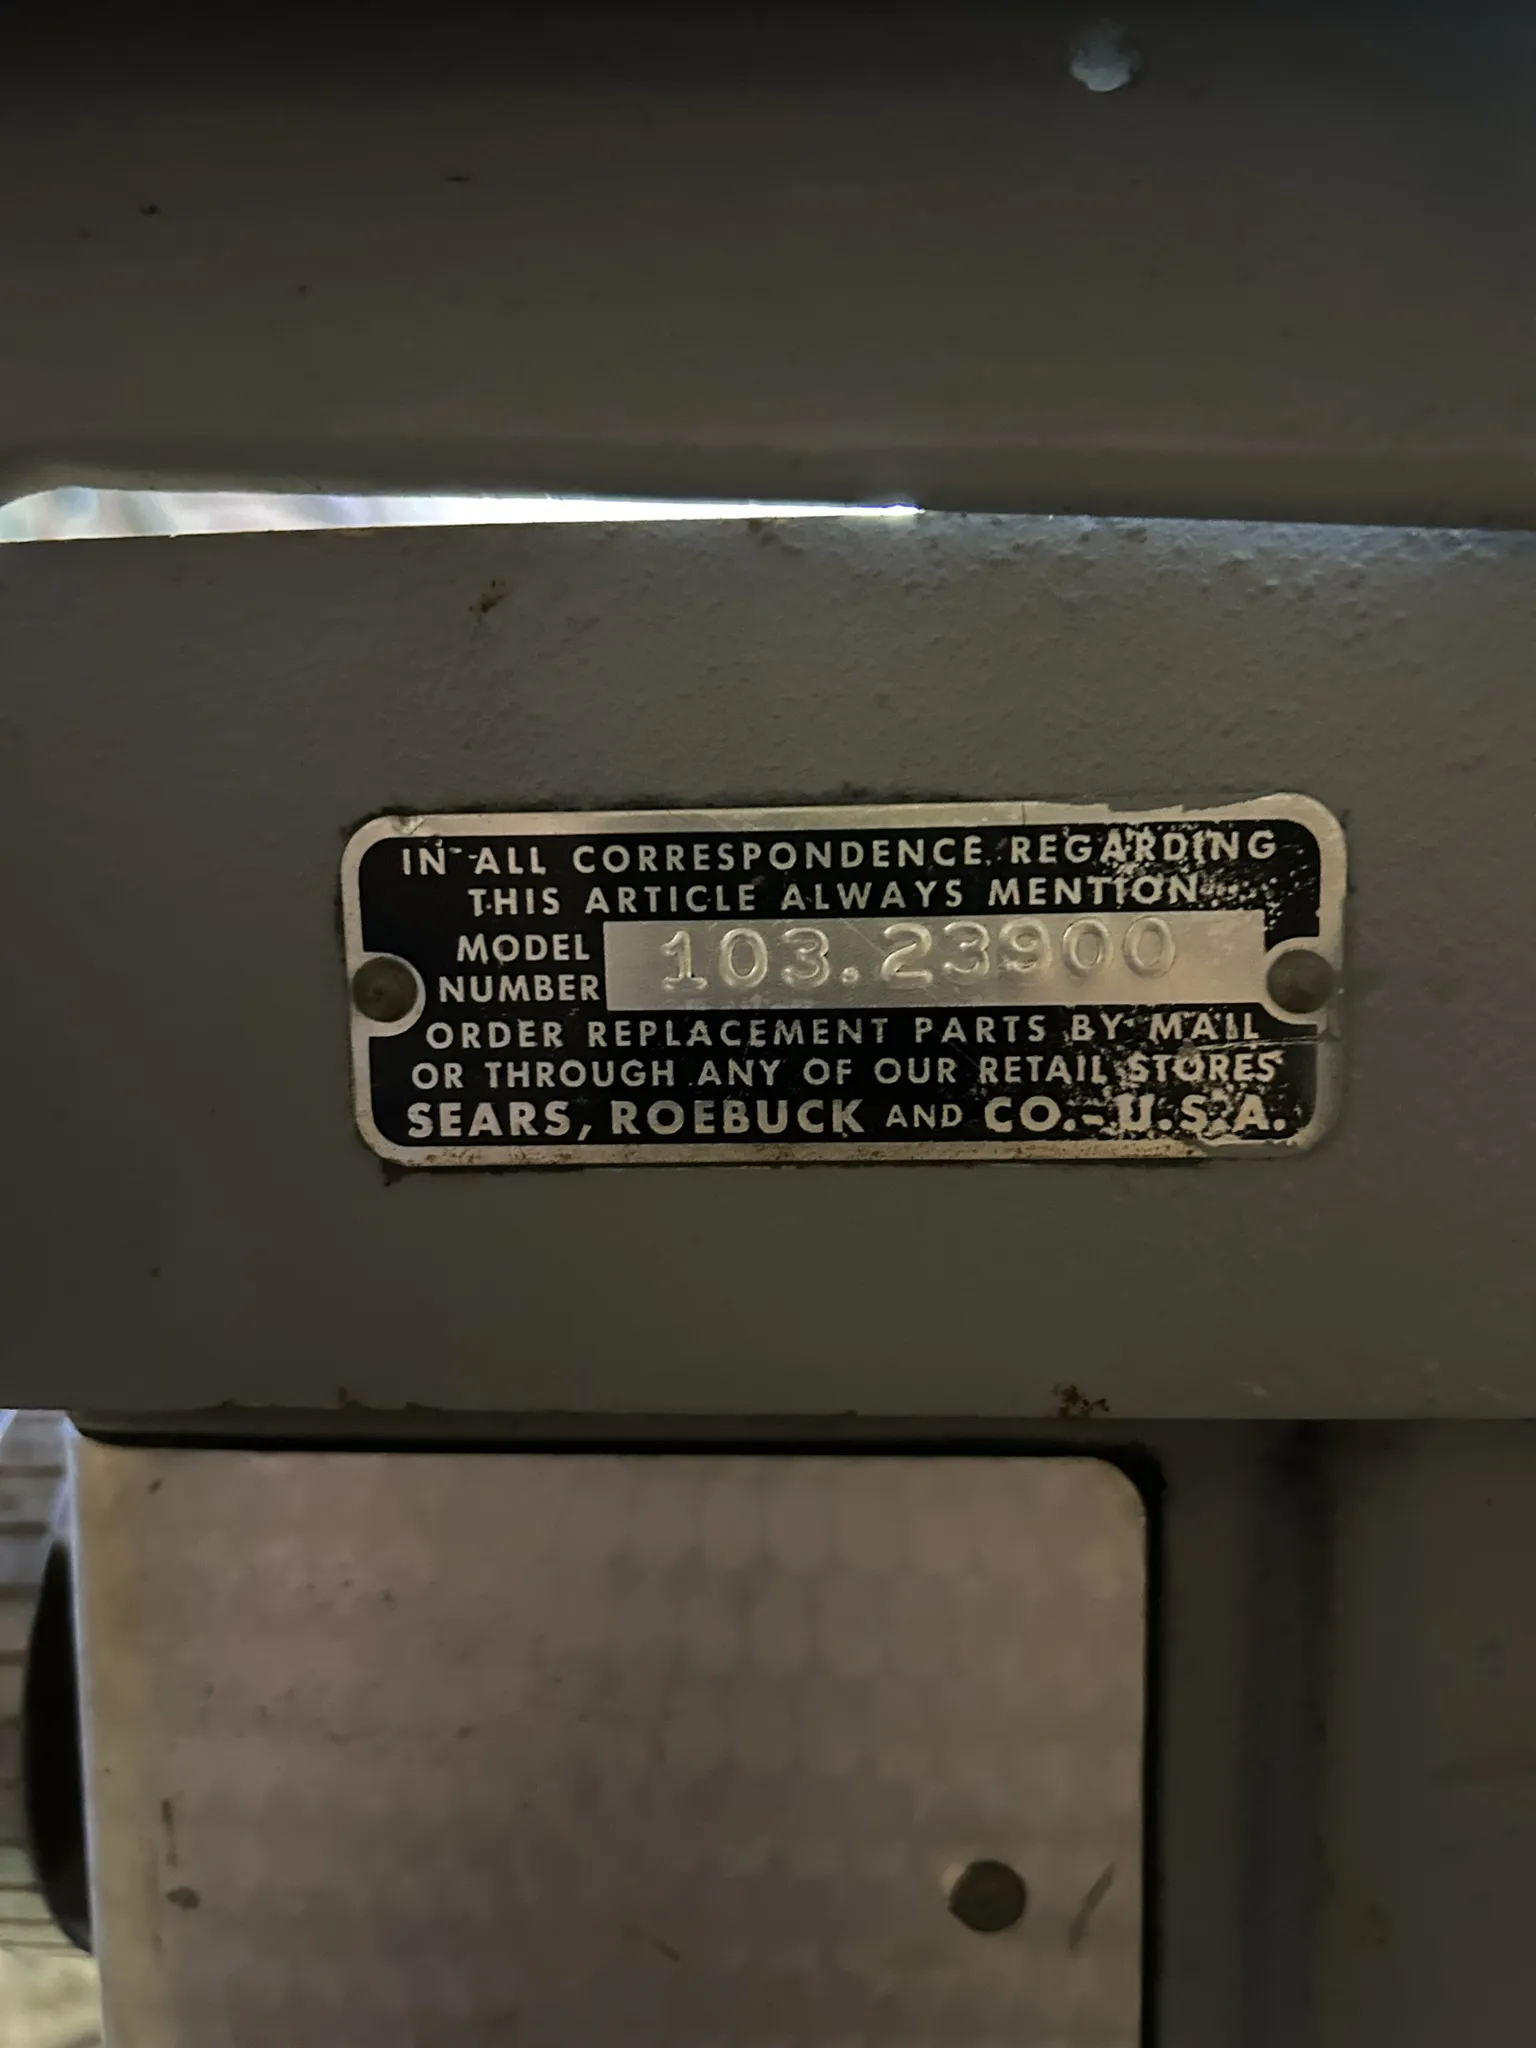 IN ALL CORRESPONDENCE REGARDING
THIS ARTICLE ALWAYS MENTION
MODEL NUMBER 103.23900
ORDER REPLACEMENT PARTS BY MAIL
OR THROUGH ANY OF OUR RETAIL STORES
SEARS, ROEBUCK AND CO.-U.S.A.